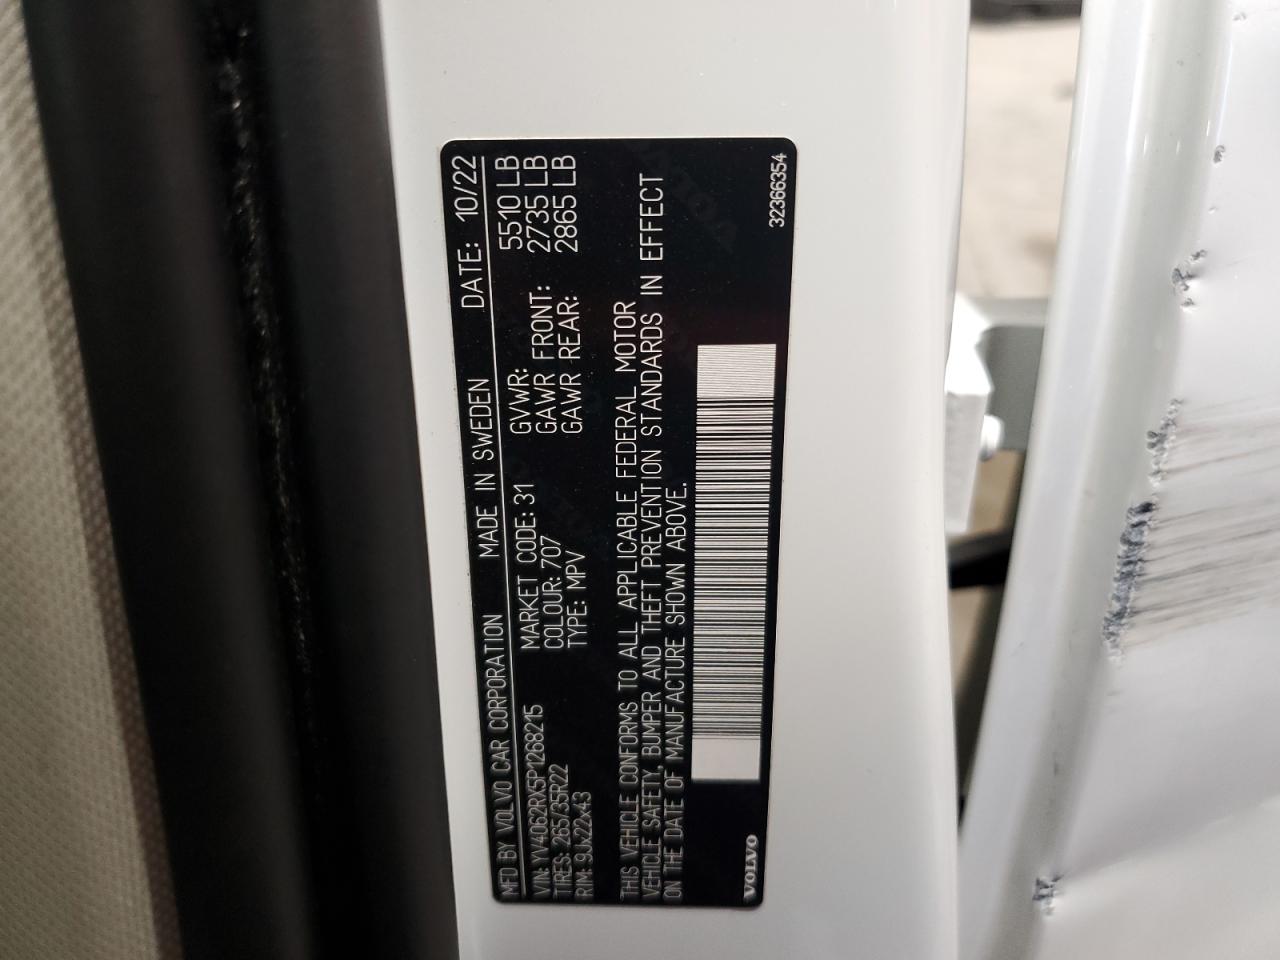 MFD BY VOLVO CAR CORPORATION MADE IN SWEDEN DATE: 10/22
VIN: YV4062RX5P1268215 MARKET CODE: 31 GVWR: 5510 LB
TIRES: 265/35R22 COLOUR: 707 GAWR FRONT: 2735 LB
RIM: 9Jx22x43 TYPE: MPV GAWR REAR: 2865 LB
THIS VEHICLE CONFORMS TO ALL APPLICABLE FEDERAL MOTOR
VEHICLE SAFETY, BUMPER AND THEFT PREVENTION STANDARDS IN EFFECT
ON THE DATE OF MANUFACTURE SHOWN ABOVE.
VOLVO 32366354